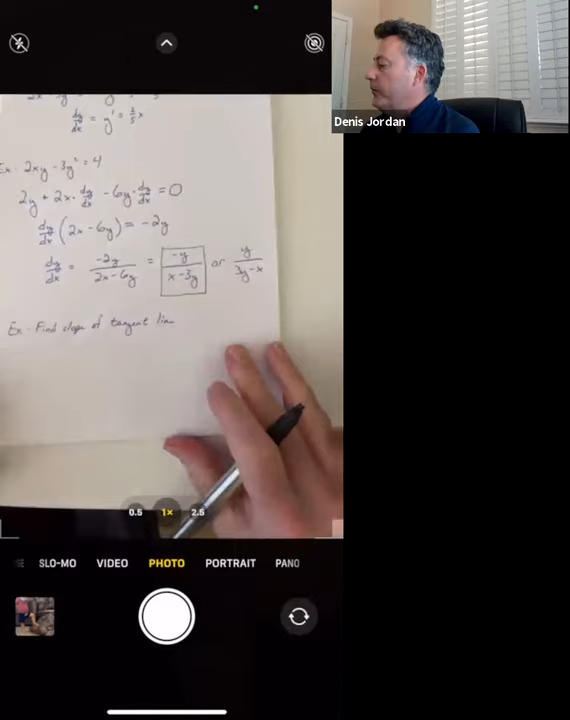 Denis Jordan
dy/dx = y' = 2/5 x
Ex- 2xy - 3y² = 4
2y + 2x · dy/dx - 6y · dy/dx = 0
dy/dx (2x - 6y) = -2y
dy/dx = -2y/2x-6y = -y/x-3y or y/3y-x
Ex- Find slope of tangent line
0.5 1× 2.5
SLO-MO VIDEO PHOTO PORTRAIT PANO